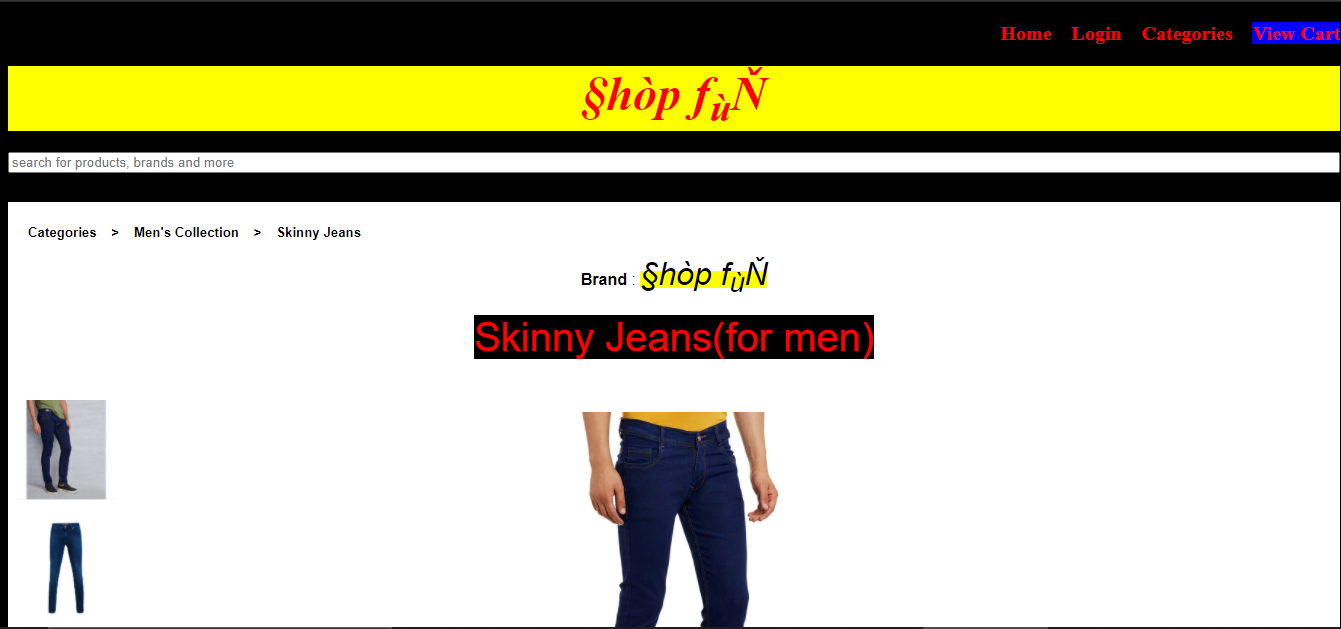 Home Login Categories View Cart
§hòp fùŇ
search for products, brands and more
Categories > Men's Collection > Skinny Jeans
Brand : §hòp fùŇ
Skinny Jeans(for men)